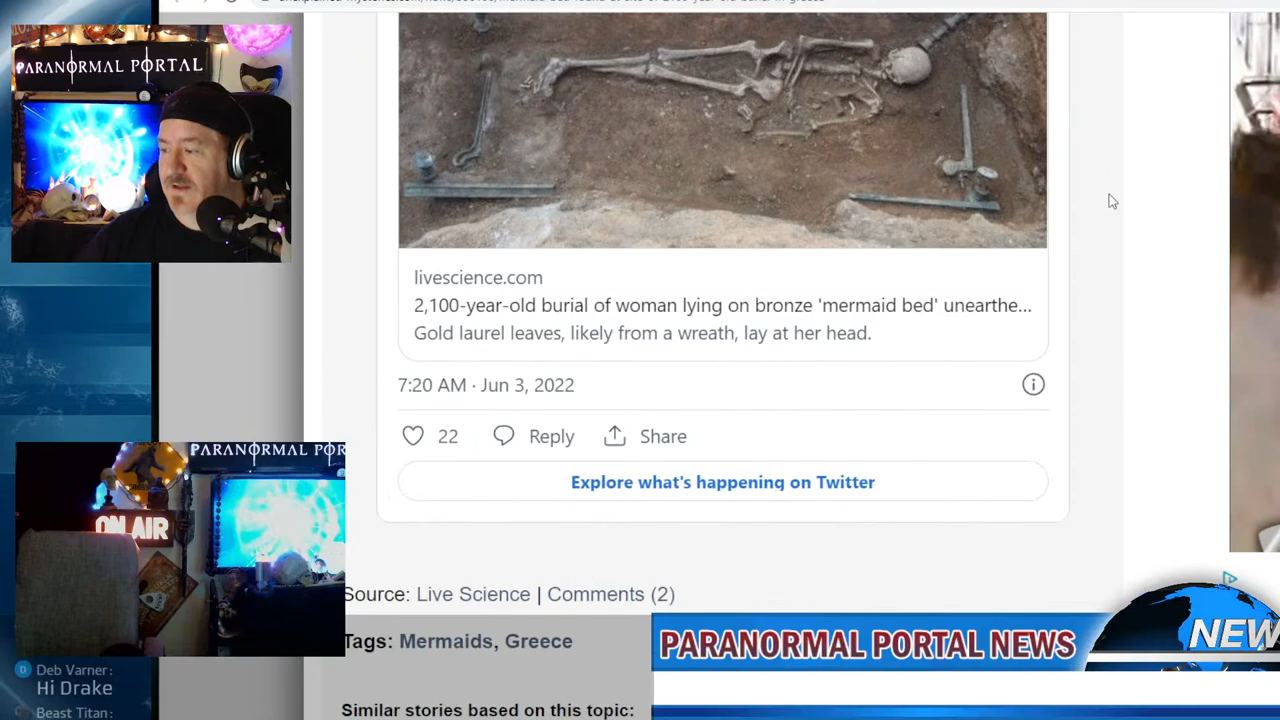 PARANORMAL PORTAL
livescience.com
2,100-year-old burial of woman lying on bronze 'mermaid bed' unearthe...
Gold laurel leaves, likely from a wreath, lay at her head.
7:20 AM · Jun 3, 2022
22
Reply
Share
Explore what's happening on Twitter
PARANORMAL POR
ON AIR
Source: Live Science | Comments (2)
Tags: Mermaids, Greece
PARANORMAL PORTAL NEWS
NEW
Deb Varner:
Hi Drake
Beast Titan:
Similar stories based on this topic: